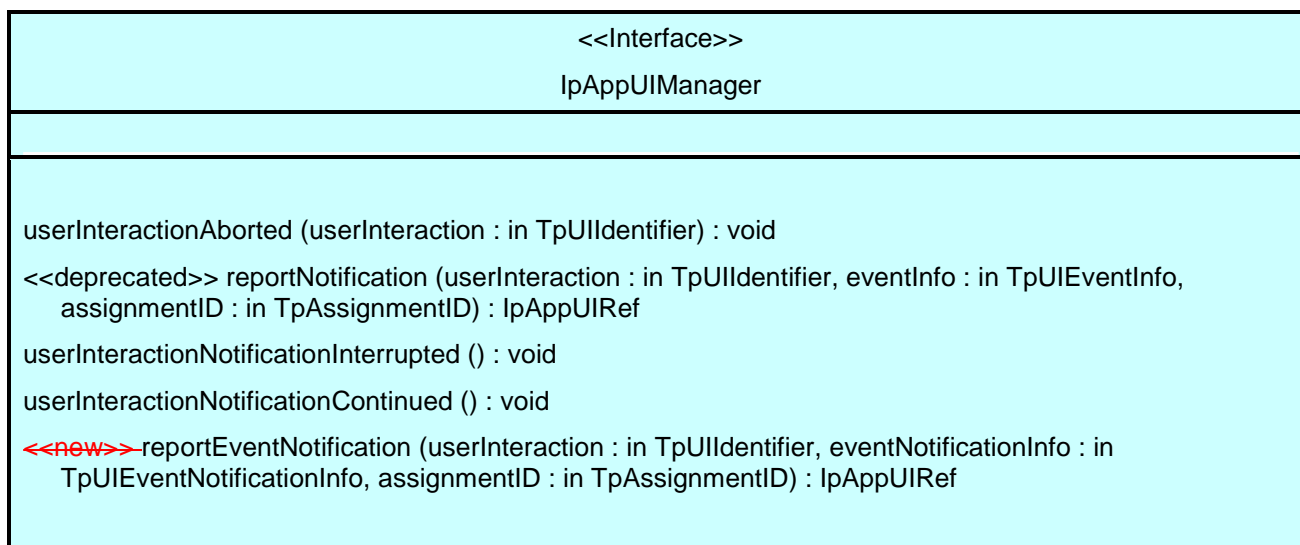 <<Interface>>
IpAppUIManager
userInteractionAborted (userInteraction : in TpUIIdentifier) : void
<<deprecated>> reportNotification (userInteraction : in TpUIIdentifier, eventInfo : in TpUIEventInfo,
assignmentID : in TpAssignmentID) : IpAppUIRef
userInteractionNotificationInterrupted () : void
userInteractionNotificationContinued () : void
<<new>> reportEventNotification (userInteraction : in TpUIIdentifier, eventNotificationInfo : in
TpUIEventNotificationInfo, assignmentID : in TpAssignmentID) : IpAppUIRef